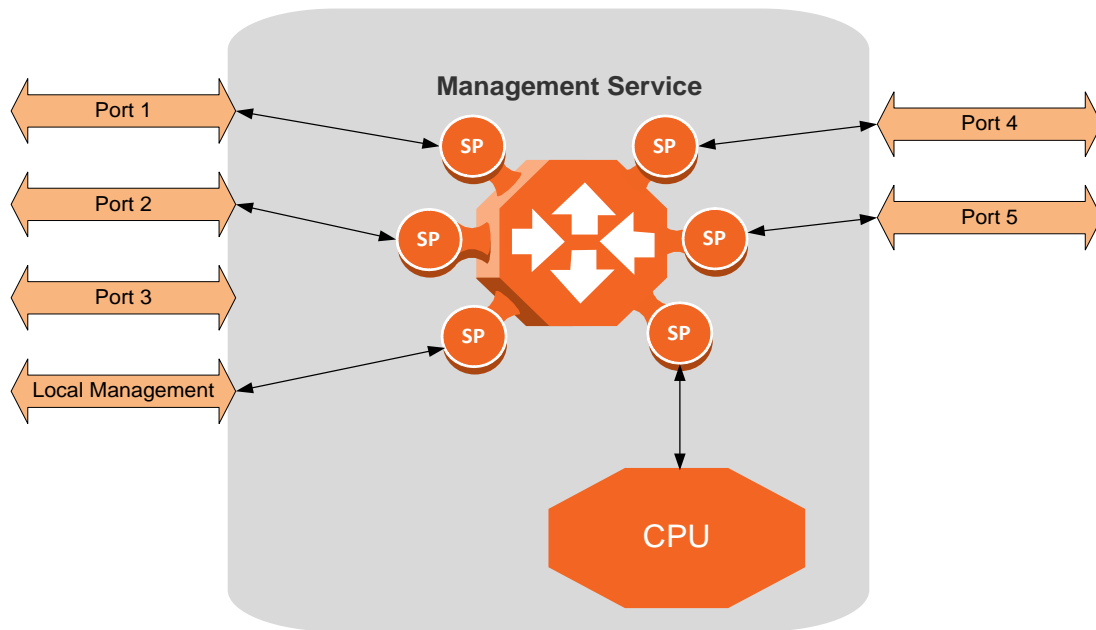 Management Service
Port 1
Port 4
SP
SP
Port 2
Port 5
SP
SP
Port 3
SP
SP
Local Management
CPU